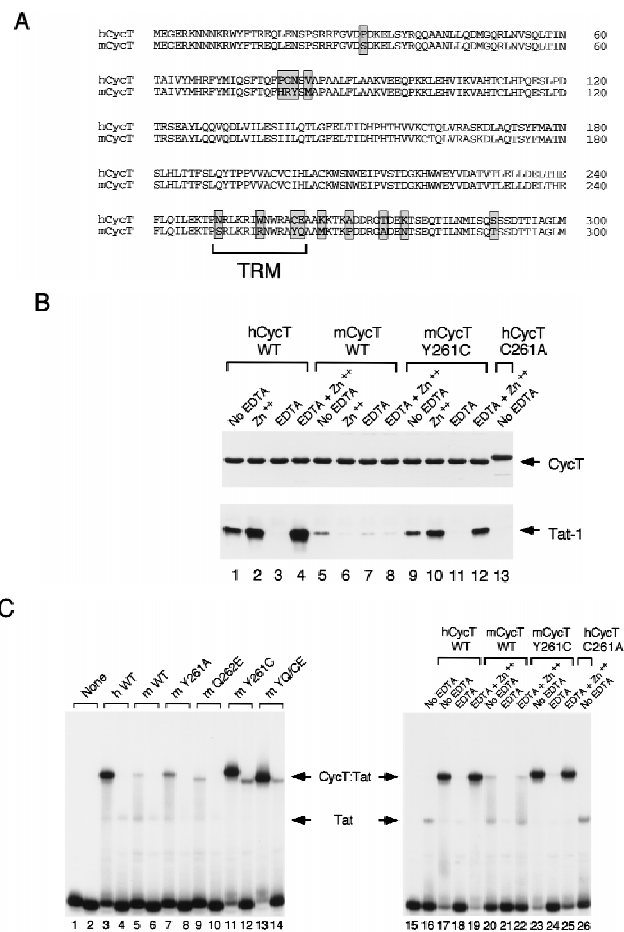 A
hCycT MEGERKNNNKRWYFTREQLENSPSRRFGVDPDKELSYRQQAANLLQDMGQRLNVSQLTIN 60
mCycT MEGERKNNNKRWYFTREQLENSPSRRFGVDSDKELSYRQQAANLLQDMGQRLNVSQLTIN 60
hCycT TAIVYMHRFYMIQSFTQFPGNSVAPAALFLAAKVEEQPKKLEHVIKVAHTCLHPQESLPD 120
mCycT TAIVYMHRFYMIQSFTQFHRYSMAPAALFLAAKVEEQPKKLEHVIKVAHTCLHPQESLPD 120
hCycT TRSEAYLQQVQDLVILESIILQTLGFELTIDHPHTHVVKCTQLVRASKDLAQTSYFMATN 180
mCycT TRSEAYLQQVQDLVILESIILQTLGFELTIDHPHTHVVKCTQLVRASKDLAQTSYFMATN 180
hCycT SLHLTTFSLQYTPPVVACVCIHLACKWSNWEIPVSTDGKHWWEYVDATVTLELLDELTHE 240
mCycT SLHLTTFSLQYTPPVVACVCIHLACKWSNWEIPVSTDGKHWWEYVDATVTLELLDELTHE 240
hCycT FLQILEKTPNRLKRIWNWRACEAAKKTKADDRGTDEKTSEQTILNMISQSSSDTTIAGLM 300
mCycT FLQILEKTPSRLKRIRNWRAYQAAMKTKPDDRGADENTSEQTILNMISQTSSDTTIAGLM 300
TRM
B
hCycT WT mCycT WT mCycT Y261C hCycT C261A
No EDTA Zn++ EDTA EDTA + Zn++ No EDTA Zn++ EDTA EDTA + Zn++ No EDTA Zn++ EDTA EDTA + Zn++ No EDTA
CycT
Tat-1
1 2 3 4 5 6 7 8 9 10 11 12 13
C
None h WT m WT m Y261A m Q262E m Y261C m YQ/CE
hCycT WT mCycT WT mCycT Y261C hCycT C261A
No EDTA No EDTA EDTA EDTA + Zn++ No EDTA EDTA EDTA + Zn++ No EDTA EDTA EDTA + Zn++ No EDTA
CycT:Tat
Tat
1 2 3 4 5 6 7 8 9 10 11 12 13 14
15 16 17 18 19 20 21 22 23 24 25 26